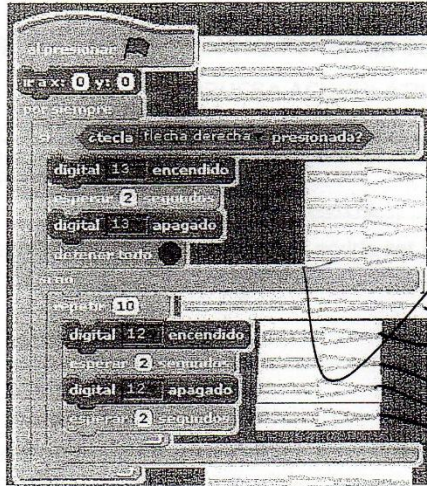 al presionar
ir a x: 0 y: 0
por siempre
si ¿tecla flecha derecha presionada?
digital 13 encendido
esperar 2 segundos
digital 13 apagado
detener todo
si no
repetir 10
digital 12 encendido
esperar 2 segundos
digital 12 apagado
esperar 2 segundos